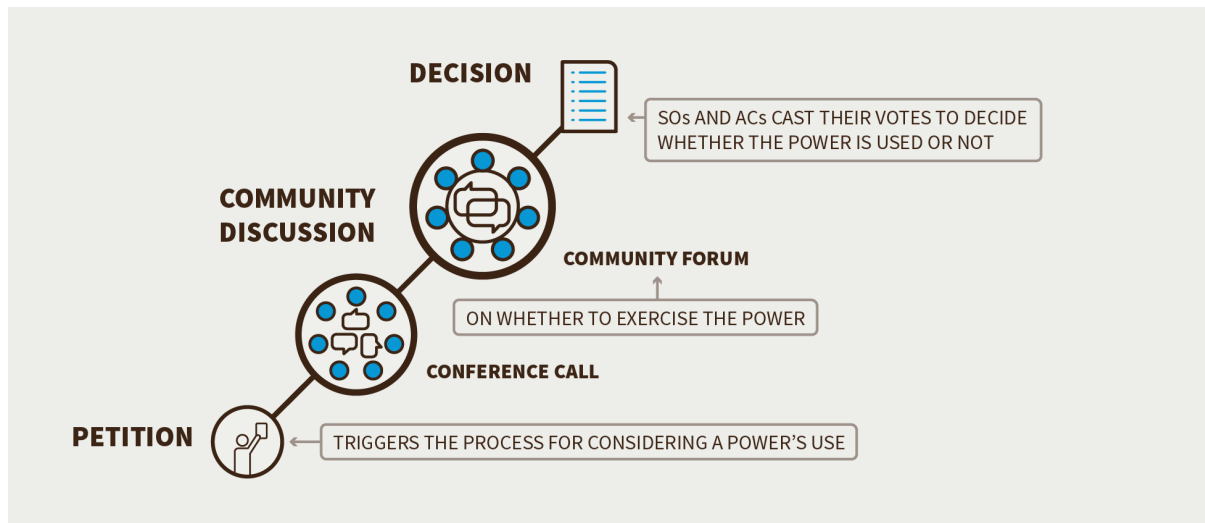 DECISION
SOs AND ACs CAST THEIR VOTES TO DECIDE
WHETHER THE POWER IS USED OR NOT
COMMUNITY
DISCUSSION
COMMUNITY FORUM
ON WHETHER TO EXERCISE THE POWER
CONFERENCE CALL
PETITION
TRIGGERS THE PROCESS FOR CONSIDERING A POWER’S USE